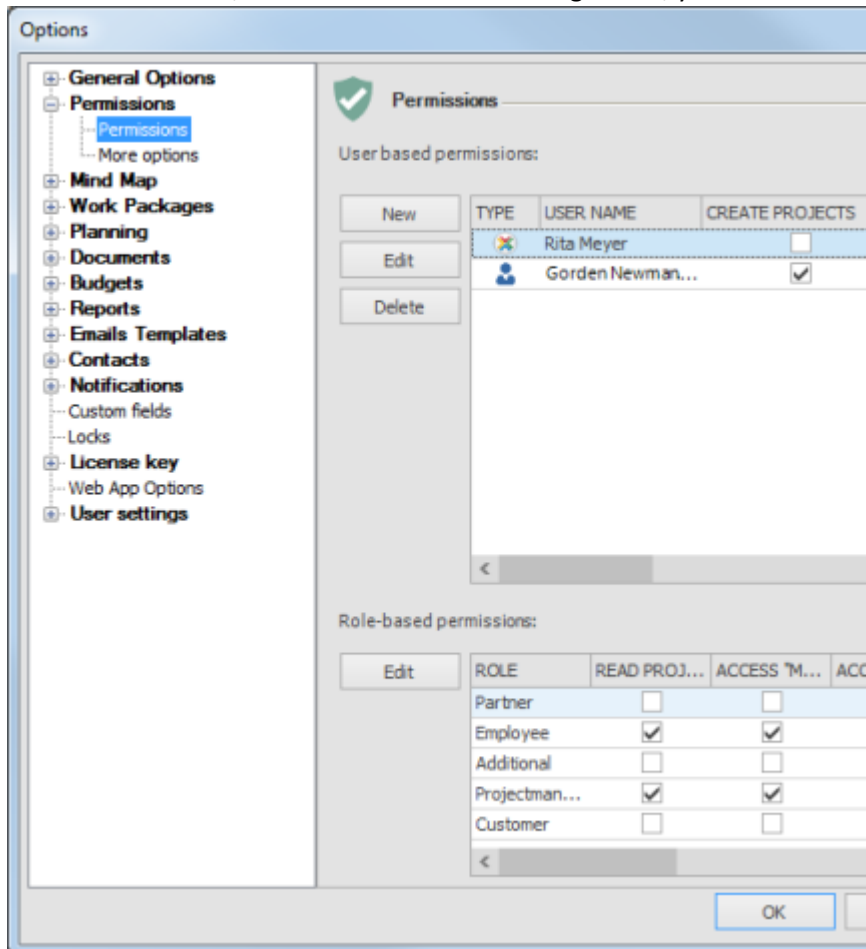 Options
General Options
Permissions
Permissions
More options
Mind Map
Work Packages
Planning
Documents
Budgets
Reports
Emails Templates
Contacts
Notifications
Custom fields
Locks
License key
Web App Options
User settings
Permissions
User based permissions:
New
Edit
Delete
TYPE USER NAME CREATE PROJECTS
Rita Meyer
Gorden Newman...
Role-based permissions:
Edit
ROLE READ PROJ... ACCESS "M... ACC
Partner
Employee
Additional
Projectman...
Customer
OK